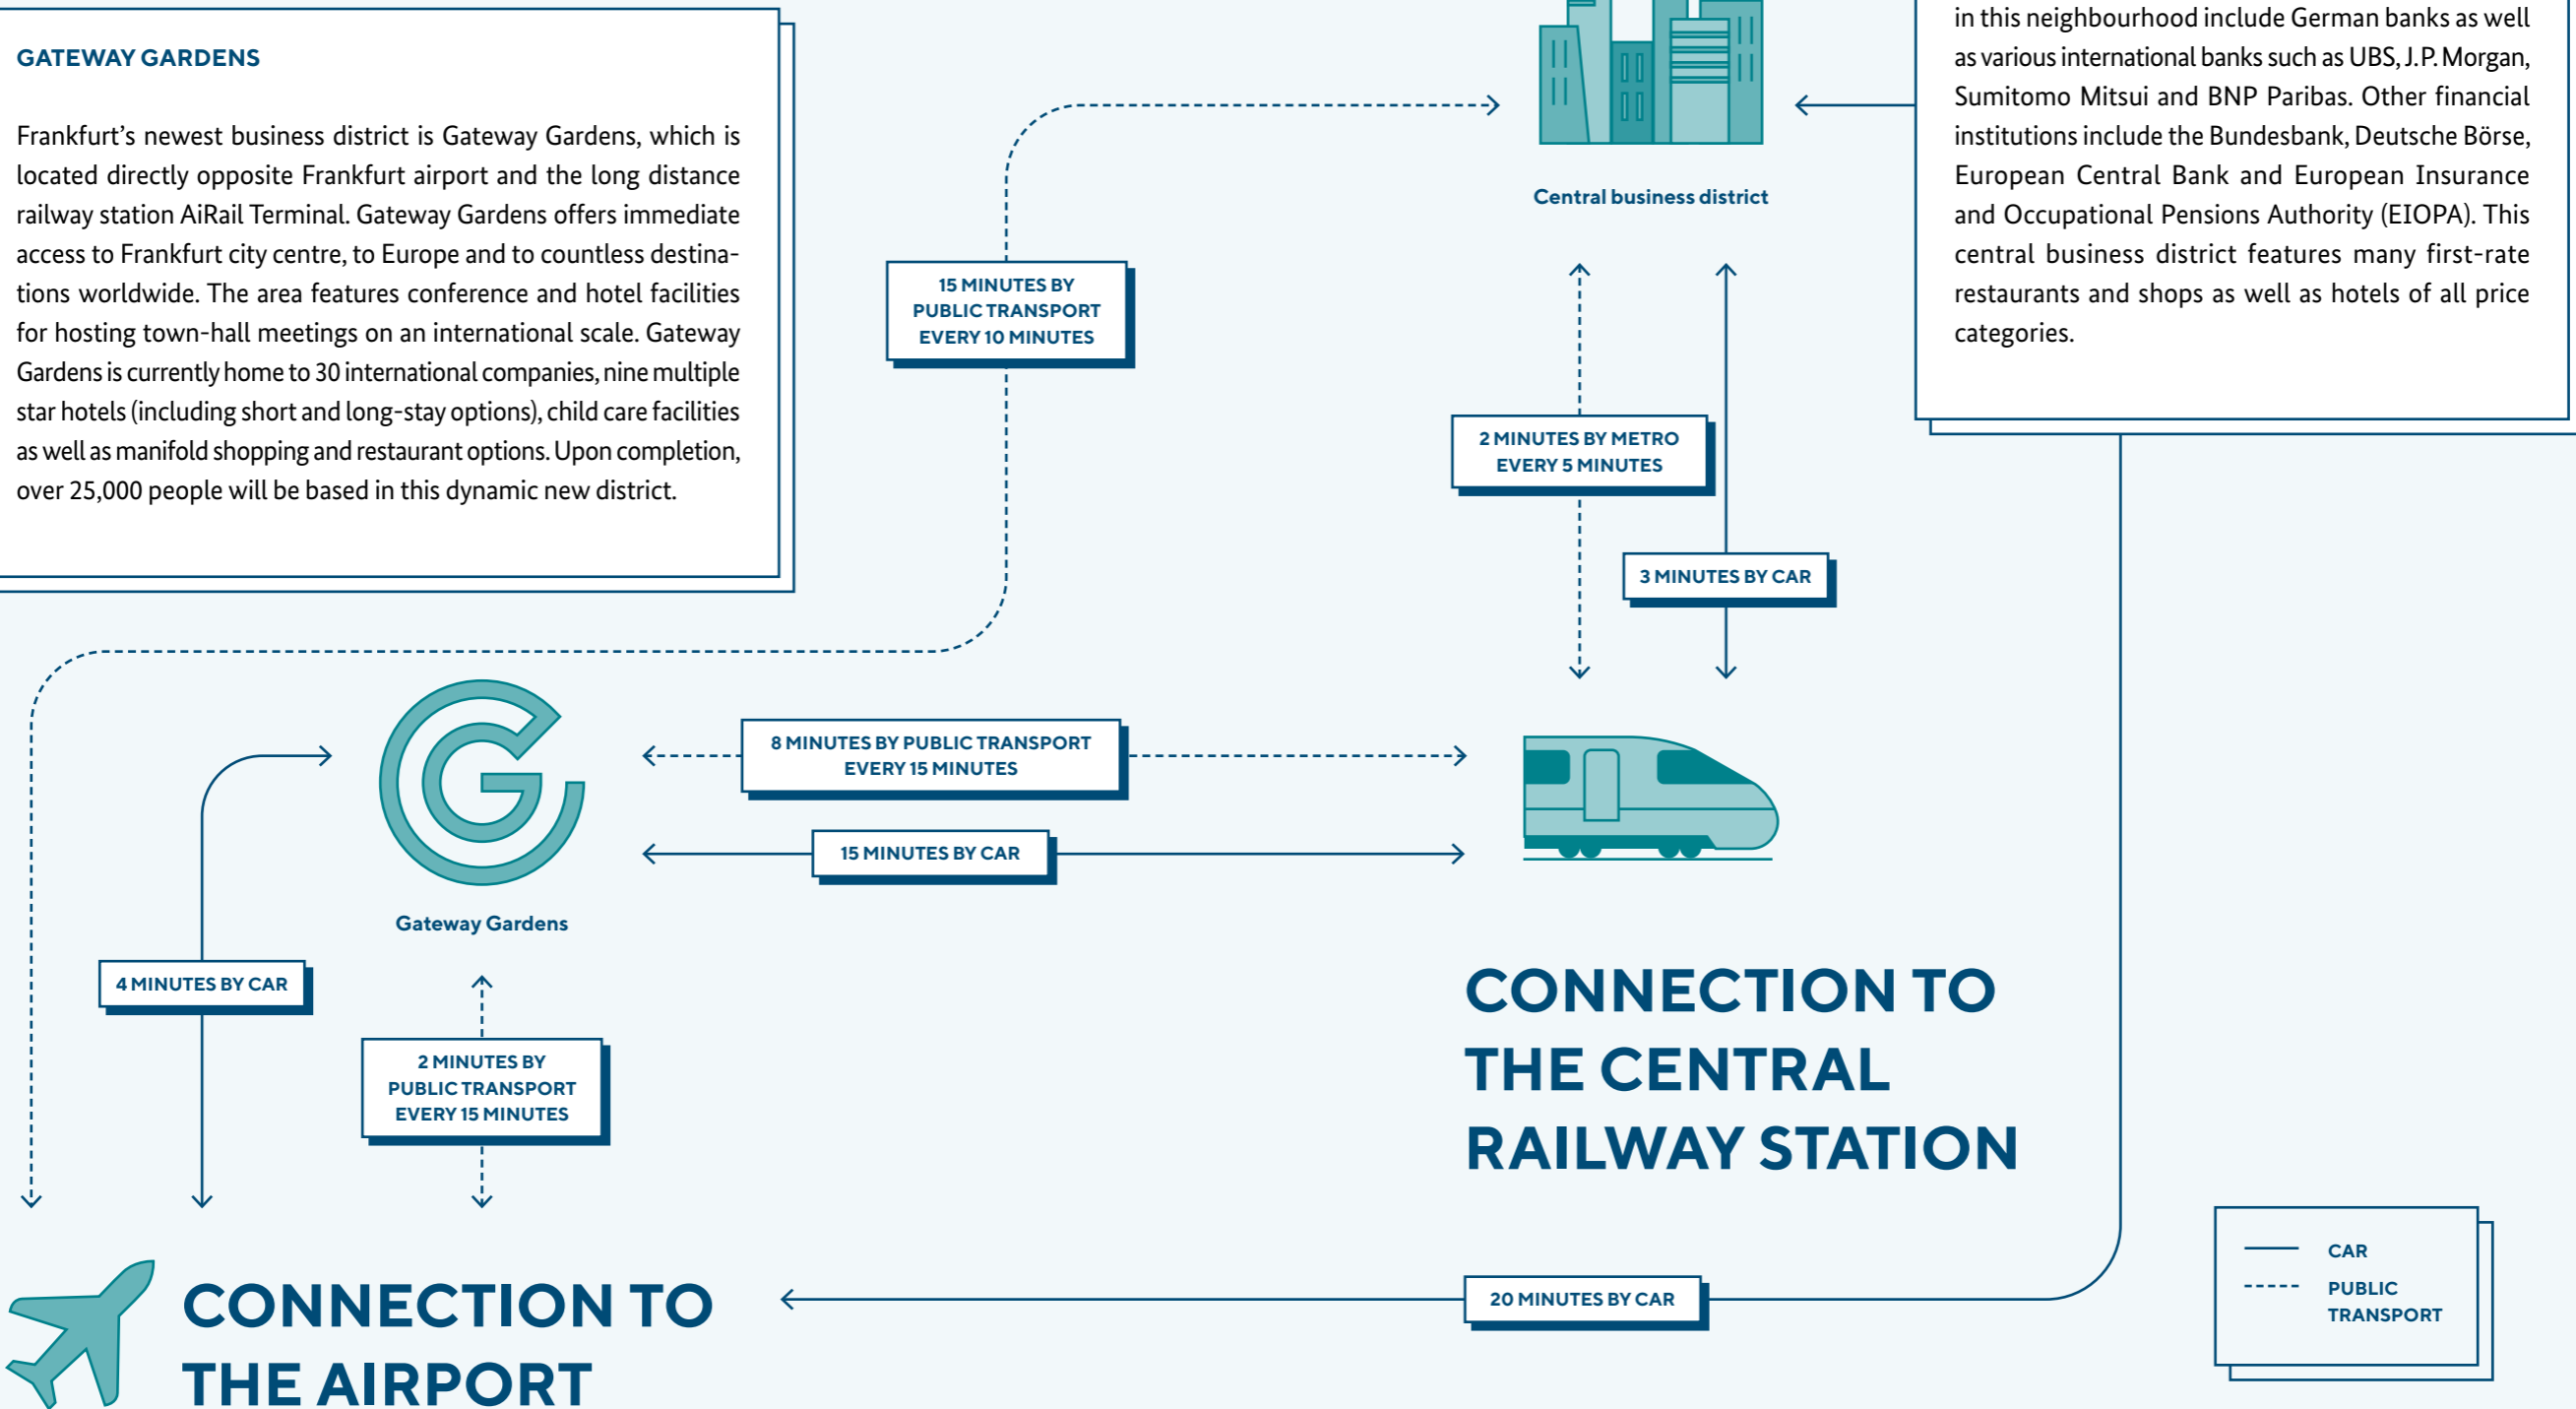 GATEWAY GARDENS
Frankfurt’s newest business district is Gateway Gardens, which is
located directly opposite Frankfurt airport and the long distance
railway station AiRail Terminal. Gateway Gardens offers immediate
access to Frankfurt city centre, to Europe and to countless destina-
tions worldwide. The area features conference and hotel facilities
for hosting town-hall meetings on an international scale. Gateway
Gardens is currently home to 30 international companies, nine multiple
star hotels (including short and long-stay options), child care facilities
as well as manifold shopping and restaurant options. Upon completion,
over 25,000 people will be based in this dynamic new district.
in this neighbourhood include German banks as well
as various international banks such as UBS, J.P. Morgan,
Sumitomo Mitsui and BNP Paribas. Other financial
institutions include the Bundesbank, Deutsche Börse,
European Central Bank and European Insurance
and Occupational Pensions Authority (EIOPA). This
central business district features many first-rate
restaurants and shops as well as hotels of all price
categories.
Central business district
15 MINUTES BY
PUBLIC TRANSPORT
EVERY 10 MINUTES
2 MINUTES BY METRO
EVERY 5 MINUTES
3 MINUTES BY CAR
8 MINUTES BY PUBLIC TRANSPORT
EVERY 15 MINUTES
15 MINUTES BY CAR
Gateway Gardens
4 MINUTES BY CAR
2 MINUTES BY
PUBLIC TRANSPORT
EVERY 15 MINUTES
CONNECTION TO
THE CENTRAL
RAILWAY STATION
CONNECTION TO
THE AIRPORT
20 MINUTES BY CAR
CAR
PUBLIC
TRANSPORT